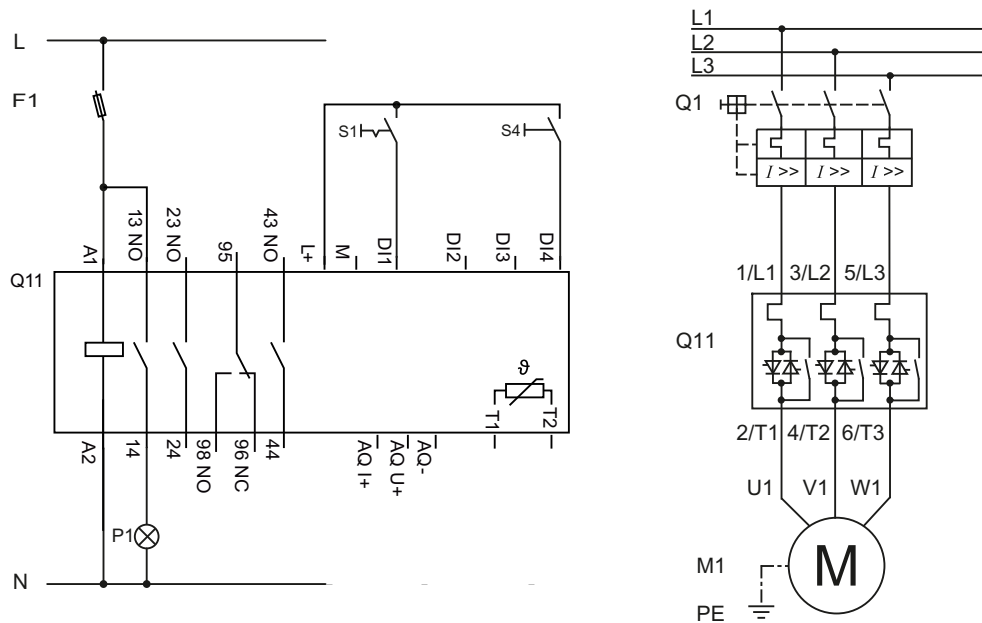 L
F1
S1
S4
A1
13 NO
23 NO
95
43 NO
L+
M
DI1
DI2
DI3
DI4
Q11
ϑ
T1
T2
A2
14
24
98 NO
96 NC
44
AQ I+
AQ U+
AQ-
P1
N
L1
L2
L3
Q1
I >> I >> I >>
1/L1 3/L2 5/L3
Q11
2/T1 4/T2 6/T3
U1 V1 W1
M1
M
PE